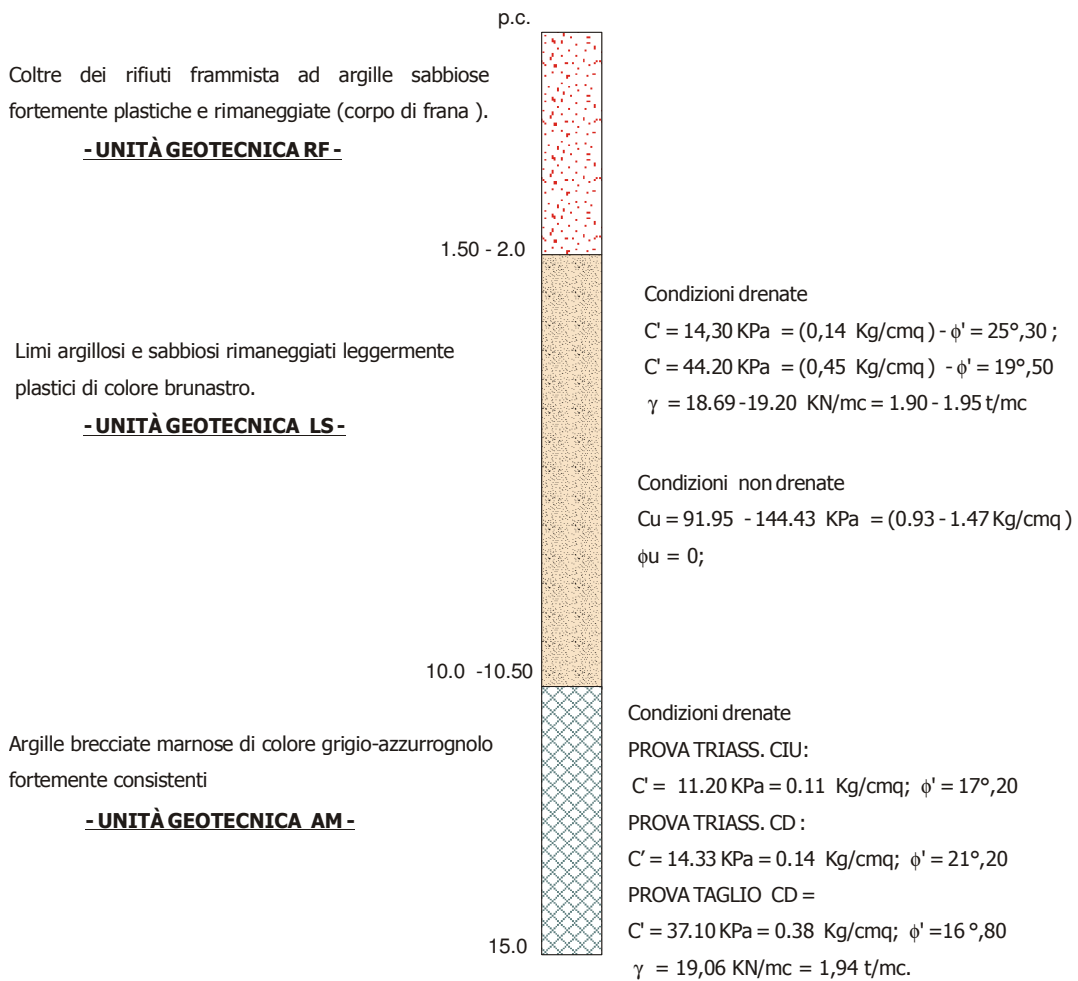 p.c.
Coltre dei rifiuti frammista ad argille sabbiose
fortemente plastiche e rimaneggiate (corpo di frana ).
- UNITÀ GEOTECNICA RF -
1.50 - 2.0
Limi argillosi e sabbiosi rimaneggiati leggermente
plastici di colore brunastro.
- UNITÀ GEOTECNICA LS -
Condizioni drenate
C' = 14,30 KPa = (0,14 Kg/cmq ) - ϕ' = 25°,30 ;
C' = 44.20 KPa = (0,45 Kg/cmq ) - ϕ' = 19°,50
γ = 18.69 -19.20 KN/mc = 1.90 - 1.95 t/mc
Condizioni non drenate
Cu = 91.95 - 144.43 KPa = (0.93 - 1.47 Kg/cmq )
ϕu = 0;
10.0 -10.50
Argille brecciate marnose di colore grigio-azzurrognolo
fortemente consistenti
- UNITÀ GEOTECNICA AM -
Condizioni drenate
PROVA TRIASS. CIU:
C' = 11.20 KPa = 0.11 Kg/cmq; ϕ' = 17°,20
PROVA TRIASS. CD :
C’ = 14.33 KPa = 0.14 Kg/cmq; ϕ' = 21°,20
PROVA TAGLIO CD =
C' = 37.10 KPa = 0.38 Kg/cmq; ϕ' =16 °,80
γ = 19,06 KN/mc = 1,94 t/mc.
15.0